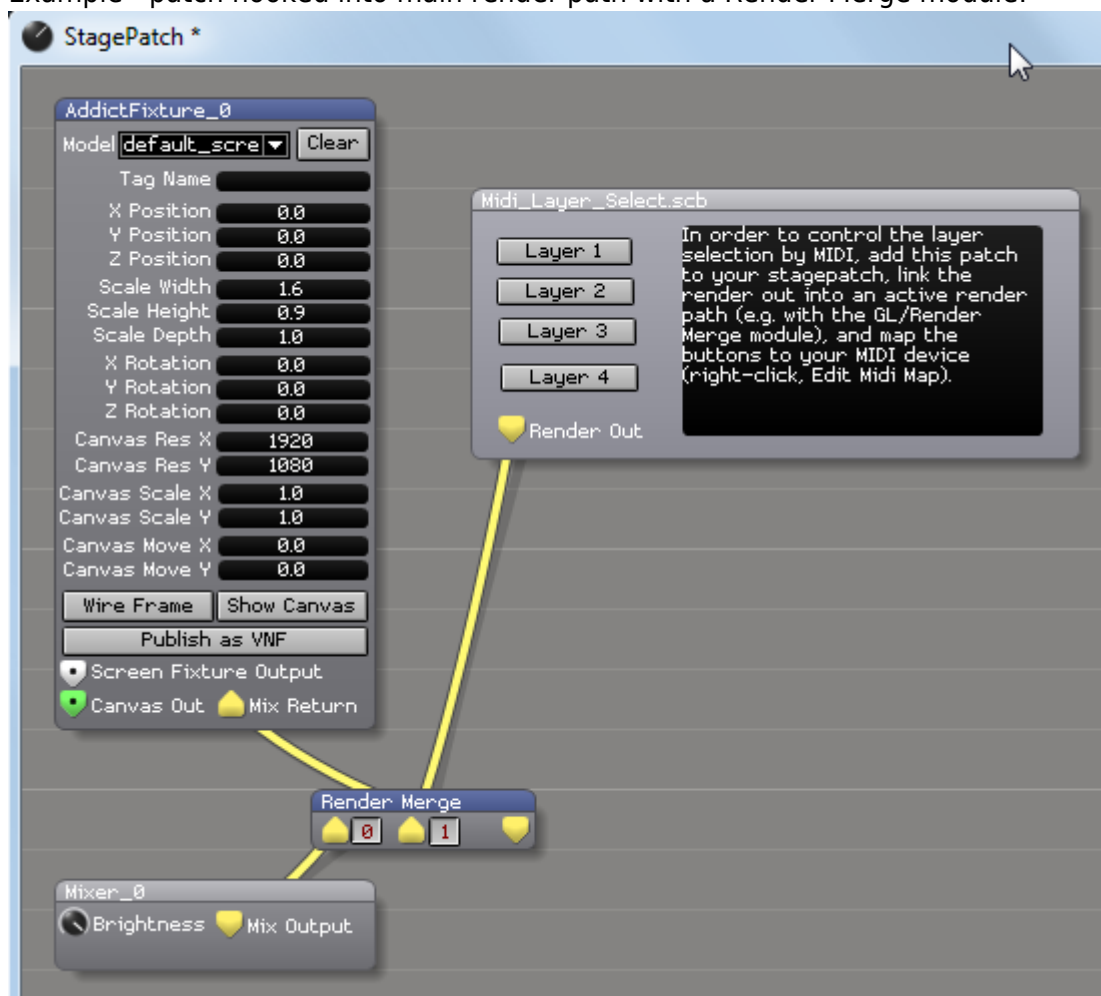 Example - patch hooked into main render path with a Render Merge module:
StagePatch *
AddictFixture_0
Model default_scre Clear
Tag Name
X Position 0.0
Y Position 0.0
Z Position 0.0
Scale Width 1.6
Scale Height 0.9
Scale Depth 1.0
X Rotation 0.0
Y Rotation 0.0
Z Rotation 0.0
Canvas Res X 1920
Canvas Res Y 1080
Canvas Scale X 1.0
Canvas Scale Y 1.0
Canvas Move X 0.0
Canvas Move Y 0.0
Wire Frame Show Canvas
Publish as VNF
Screen Fixture Output
Canvas Out Mix Return
Midi_Layer_Select.scb
Layer 1
Layer 2
Layer 3
Layer 4
Render Out
In order to control the layer
selection by MIDI, add this patch
to your stagepatch, link the
render out into an active render
path (e.g. with the GL/Render
Merge module), and map the
buttons to your MIDI device
(right-click, Edit Midi Map).
Render Merge
0 1
Mixer_0
Brightness Mix Output